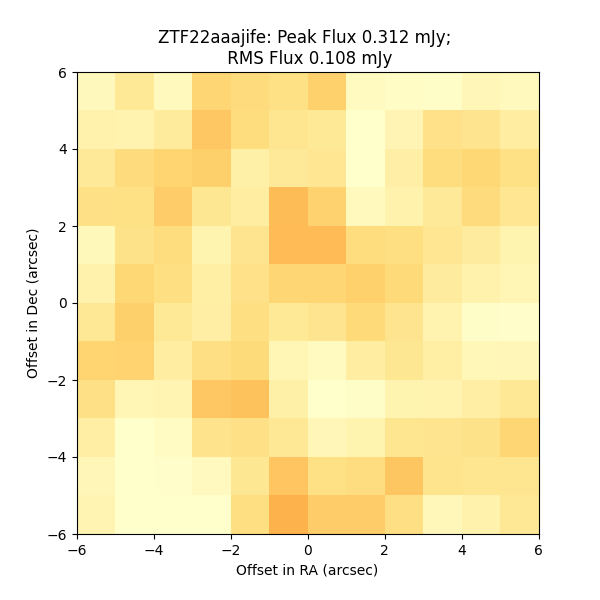 ZTF22aaajife: Peak Flux 0.312 mJy;
RMS Flux 0.108 mJy
6
4
2
0
−2
−4
−6
Offset in Dec (arcsec)
−6 −4 −2 0 2 4 6
Offset in RA (arcsec)